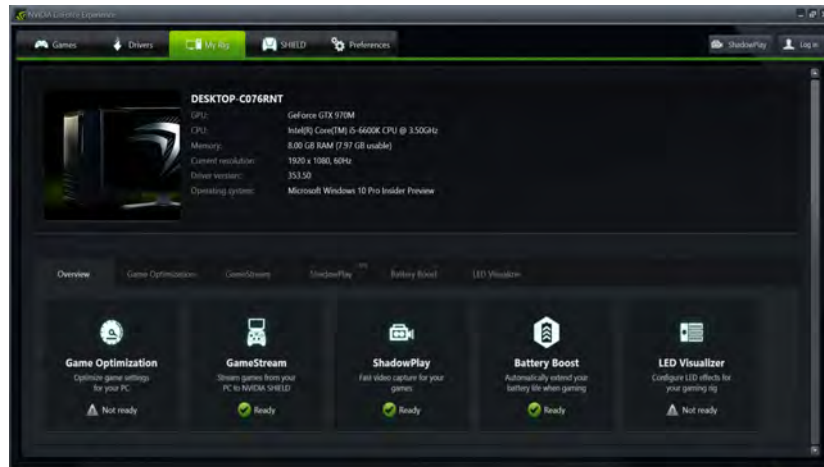 NVIDIA GeForce Experience
Games
Drivers
My Rig
SHIELD
Preferences
ShadowPlay
Log in
DESKTOP-C076RNT
GPU: GeForce GTX 970M
CPU: Intel(R) Core(TM) i5-6600K CPU @ 3.50GHz
Memory: 8.00 GB RAM (7.97 GB usable)
Current resolution: 1920 x 1080, 60Hz
Driver version: 353.50
Operating system: Microsoft Windows 10 Pro Insider Preview
Overview
Game Optimization
GameStream
ShadowPlay
Battery Boost
LED Visualizer
Game Optimization
Optimize game settings
for your PC
Not ready
GameStream
Stream games from your
PC to NVIDIA SHIELD
Ready
ShadowPlay
Fast video capture for your
games
Ready
Battery Boost
Automatically extend your
battery life when gaming
Ready
LED Visualizer
Configure LED effects for
your gaming rig
Not ready